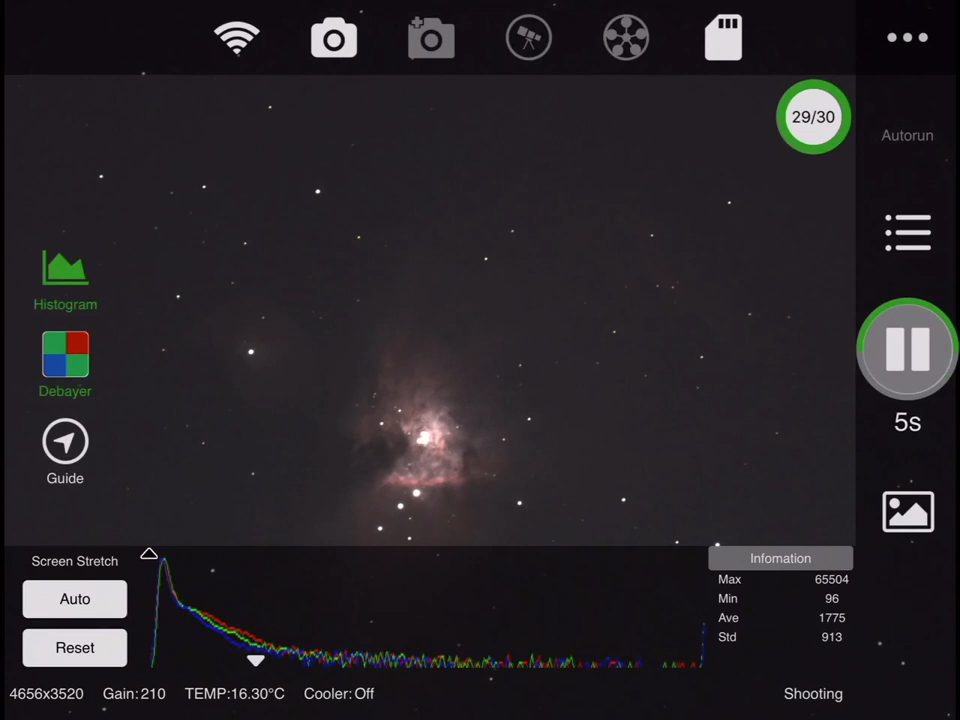 29/30
Autorun
Histogram
Debayer
Guide
5s
Screen Stretch
Auto
Reset
Infomation
Max 65504
Min 96
Ave 1775
Std 913
4656x3520 Gain:210 TEMP:16.30°C Cooler:Off Shooting